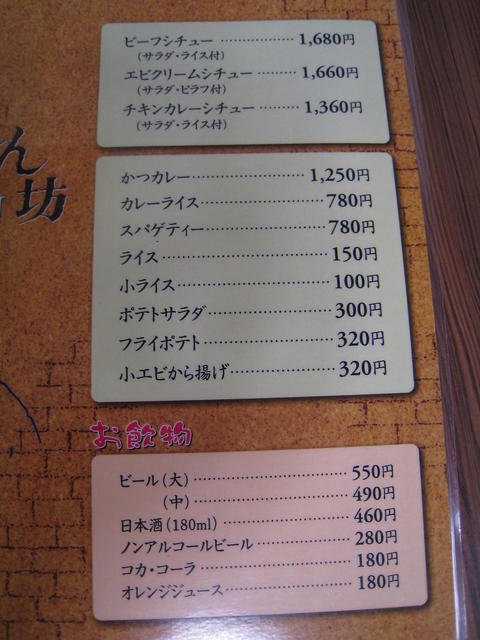 ビーフシチュー 1,680円
(サラダ・ライス付)
エビクリームシチュー 1,660円
(サラダ・ピラフ付)
チキンカレーシチュー 1,360円
(サラダ・ライス付)
ん
坊
かつカレー 1,250円
カレーライス 780円
スパゲティー 780円
ライス 150円
小ライス 100円
ポテトサラダ 300円
フライポテト 320円
小エビから揚げ 320円
お飲物
ビール(大) 550円
(中) 490円
日本酒(180ml) 460円
ノンアルコールビール 280円
コカ・コーラ 180円
オレンジジュース 180円